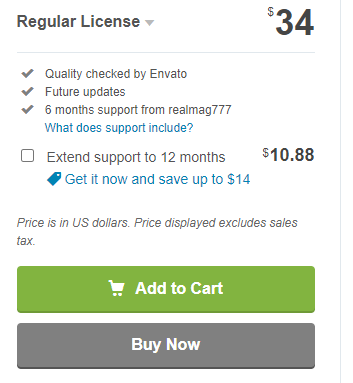 Regular License
$34
Quality checked by Envato
Future updates
6 months support from realmag777
What does support include?
Extend support to 12 months $10.88
Get it now and save up to $14
Price is in US dollars. Price displayed excludes sales
tax.
Add to Cart
Buy Now